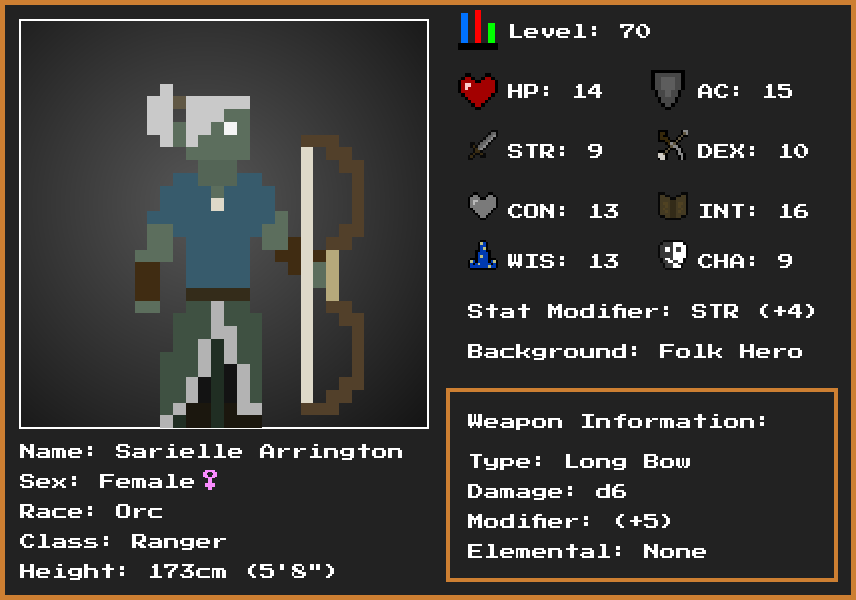 Level: 70
HP: 14
AC: 15
STR: 9
DEX: 10
CON: 13
INT: 16
WIS: 13
CHA: 9
Stat Modifier: STR (+4)
Background: Folk Hero
Name: Sarielle Arrington
Sex: Female♀
Race: Orc
Class: Ranger
Height: 173cm (5'8")
Weapon Information:
Type: Long Bow
Damage: d6
Modifier: (+5)
Elemental: None